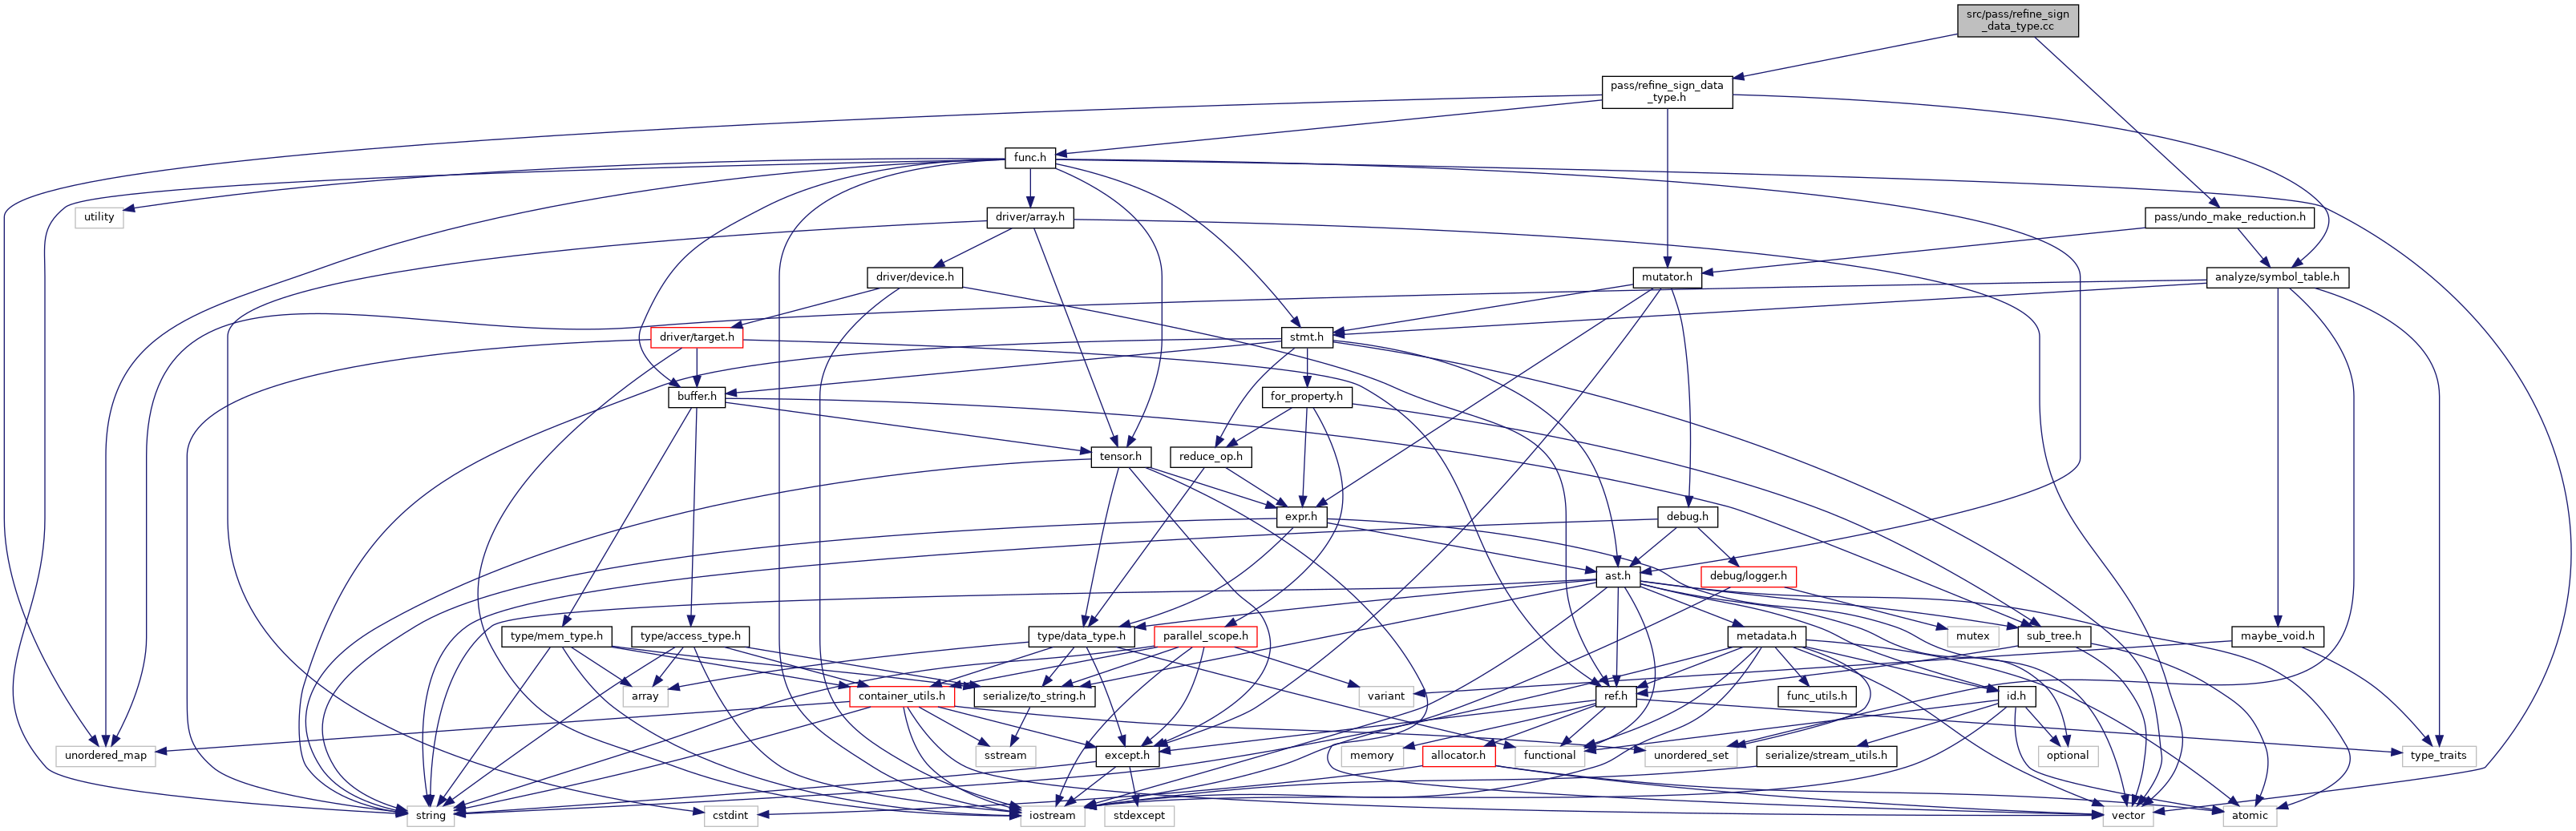 src/pass/refine_sign
_data_type.cc
pass/refine_sign_data
_type.h
func.h
utility
driver/array.h
pass/undo_make_reduction.h
driver/device.h
mutator.h
analyze/symbol_table.h
driver/target.h
stmt.h
buffer.h
for_property.h
tensor.h
reduce_op.h
expr.h
debug.h
ast.h
debug/logger.h
type/mem_type.h
type/access_type.h
type/data_type.h
parallel_scope.h
metadata.h
mutex
sub_tree.h
maybe_void.h
array
container_utils.h
serialize/to_string.h
variant
ref.h
func_utils.h
id.h
unordered_map
sstream
except.h
memory
allocator.h
functional
unordered_set
serialize/stream_utils.h
optional
type_traits
string
cstdint
iostream
stdexcept
vector
atomic